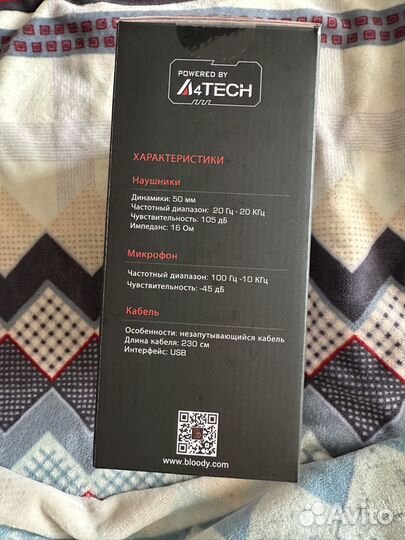 POWERED BY
A4TECH
ХАРАКТЕРИСТИКИ
Наушники
Динамики: 50 мм
Частотный диапазон: 20 Гц - 20 КГц
Чувствительность: 105 дБ
Импеданс: 16 Ом
Микрофон
Частотный диапазон: 100 Гц -10 КГц
Чувствительность: -45 дБ
Кабель
Особенности: незапутывающийся кабель
Длина кабеля: 230 см
Интерфейс: USB
www.bloody.com
Avito